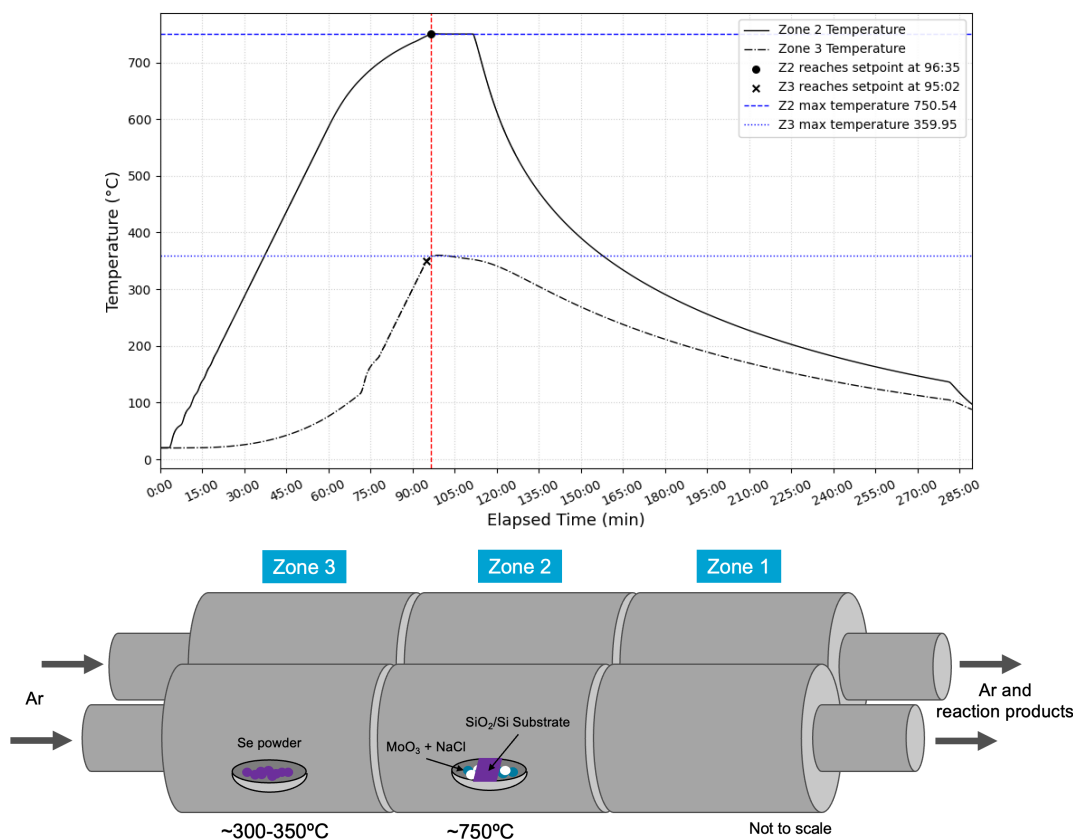 Zone 2 Temperature
Zone 3 Temperature
Z2 reaches setpoint at 96:35
Z3 reaches setpoint at 95:02
Z2 max temperature 750.54
Z3 max temperature 359.95
700
600
500
400
300
200
100
0
Temperature (°C)
0:00 15:00 30:00 45:00 60:00 75:00 90:00 105:00 120:00 135:00 150:00 165:00 180:00 195:00 210:00 225:00 240:00 255:00 270:00 285:00
Elapsed Time (min)
Zone 3 Zone 2 Zone 1
Ar
Ar and
reaction products
SiO₂/Si Substrate
Se powder
MoO₃ + NaCl
~300-350ºC ~750ºC Not to scale